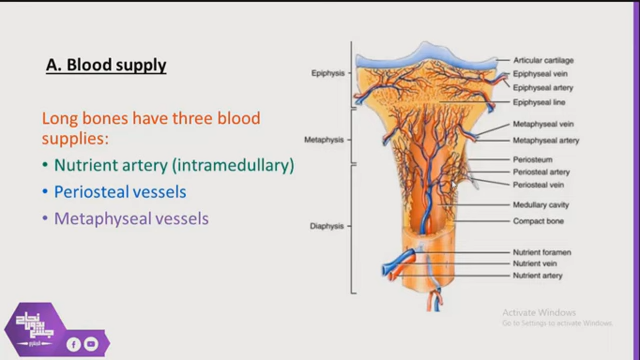 A. Blood supply
Long bones have three blood
supplies:
• Nutrient artery (intramedullary)
• Periosteal vessels
• Metaphyseal vessels
Epiphysis
Metaphysis
Diaphysis
Articular cartilage
Epiphyseal vein
Epiphyseal artery
Epiphyseal line
Metaphyseal vein
Metaphyseal artery
Periosteum
Periosteal artery
Periosteal vein
Medullary cavity
Compact bone
Nutrient foramen
Nutrient vein
Nutrient artery
Activate Windows
Go to Settings to activate Windows.